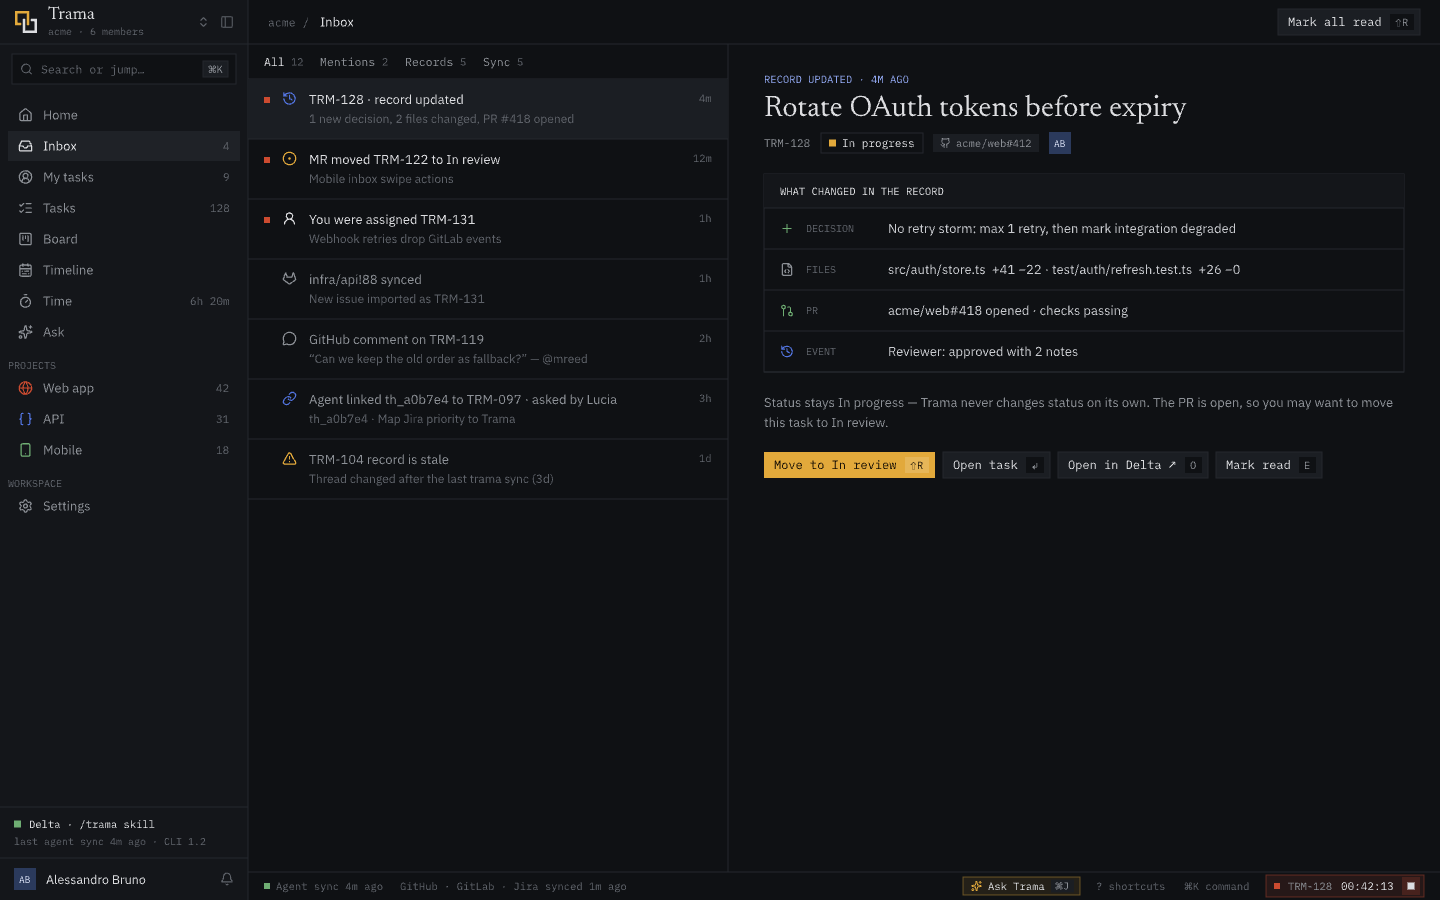 Trama
acme · 6 members
Search or jump… ⌘K
Home
Inbox 4
My tasks 9
Tasks 128
Board
Timeline
Time 6h 20m
Ask
PROJECTS
Web app 42
API 31
Mobile 18
WORKSPACE
Settings
Delta · /trama skill
last agent sync 4m ago · CLI 1.2
AB Alessandro Bruno
acme / Inbox
Mark all read ⇧R
All 12 Mentions 2 Records 5 Sync 5
TRM-128 · record updated 4m
1 new decision, 2 files changed, PR #418 opened
MR moved TRM-122 to In review 12m
Mobile inbox swipe actions
You were assigned TRM-131 1h
Webhook retries drop GitLab events
infra/api!88 synced 1h
New issue imported as TRM-131
GitHub comment on TRM-119 2h
“Can we keep the old order as fallback?” — @mreed
Agent linked th_a0b7e4 to TRM-097 · asked by Lucia 3h
th_a0b7e4 · Map Jira priority to Trama
TRM-104 record is stale 1d
Thread changed after the last trama sync (3d)
RECORD UPDATED · 4M AGO
Rotate OAuth tokens before expiry
TRM-128 In progress acme/web#412 AB
WHAT CHANGED IN THE RECORD
DECISION No retry storm: max 1 retry, then mark integration degraded
FILES src/auth/store.ts +41 −22 · test/auth/refresh.test.ts +26 −0
PR acme/web#418 opened · checks passing
EVENT Reviewer: approved with 2 notes
Status stays In progress — Trama never changes status on its own. The PR is open, so you may want to move
this task to In review.
Move to In review ⇧R Open task ↲ Open in Delta ↗ O Mark read E
Agent sync 4m ago GitHub · GitLab · Jira synced 1m ago
Ask Trama ⌘J ? shortcuts ⌘K command TRM-128 00:42:13